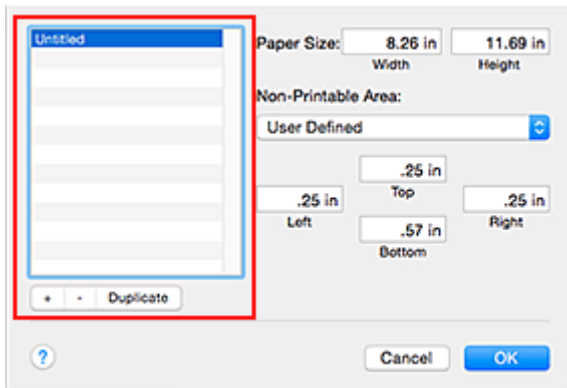 Untitled
Paper Size: 8.26 in 11.69 in
Width Height
Non-Printable Area:
User Defined
.25 in
Top
.25 in .25 in
Left Right
.57 in
Bottom
+ - Duplicate
? Cancel OK